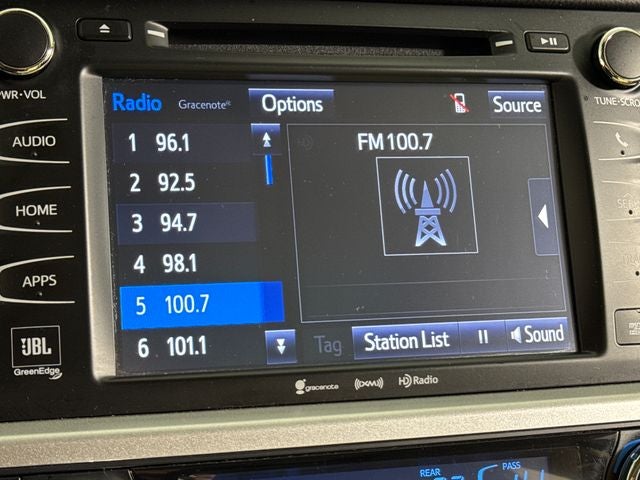 PWR•VOL
TUNE•SCRO
Radio Gracenote® Options Source
AUDIO
HOME
APPS
1 96.1
2 92.5
3 94.7
4 98.1
5 100.7
6 101.1
FM 100.7
Tag Station List Sound
JBL
GreenEdge
gracenote XM HD Radio
REAR
PASS